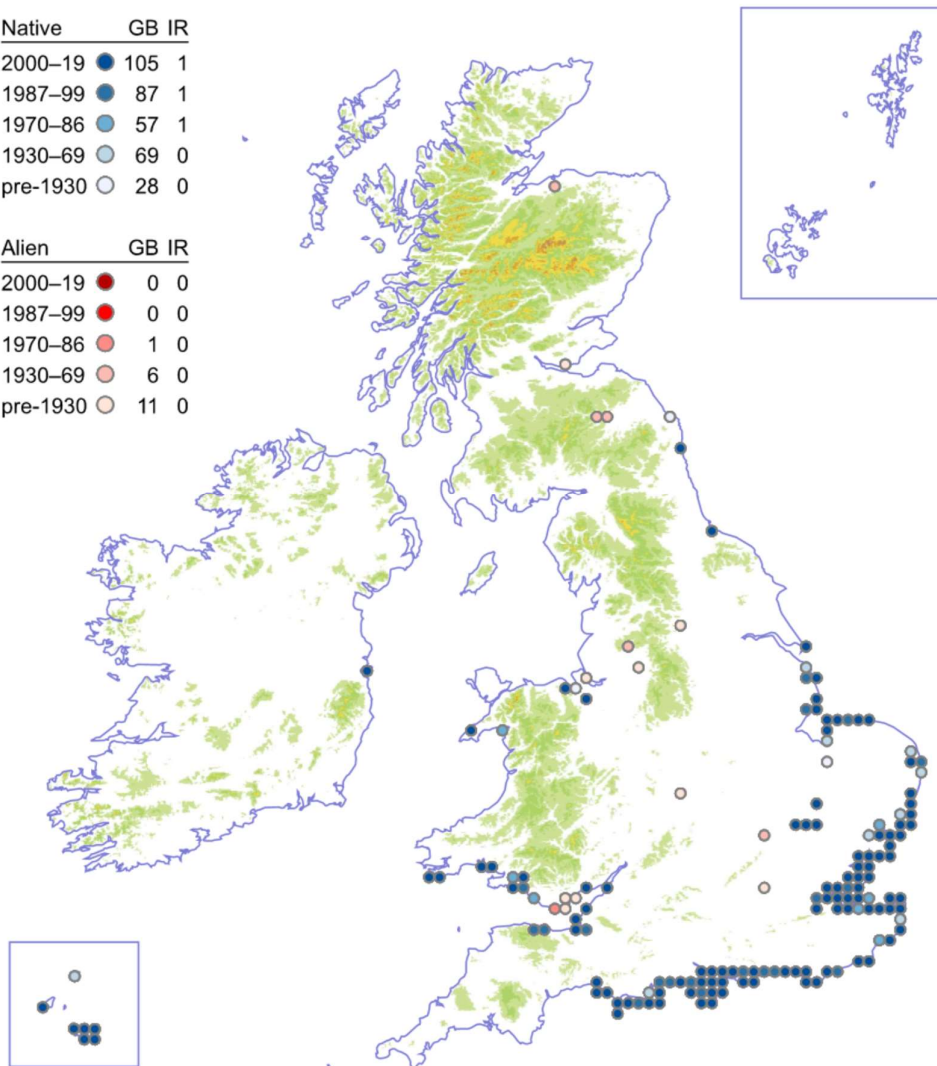 Native GB IR
2000–19 105 1
1987–99 87 1
1970–86 57 1
1930–69 69 0
pre-1930 28 0
Alien GB IR
2000–19 0 0
1987–99 0 0
1970–86 1 0
1930–69 6 0
pre-1930 11 0